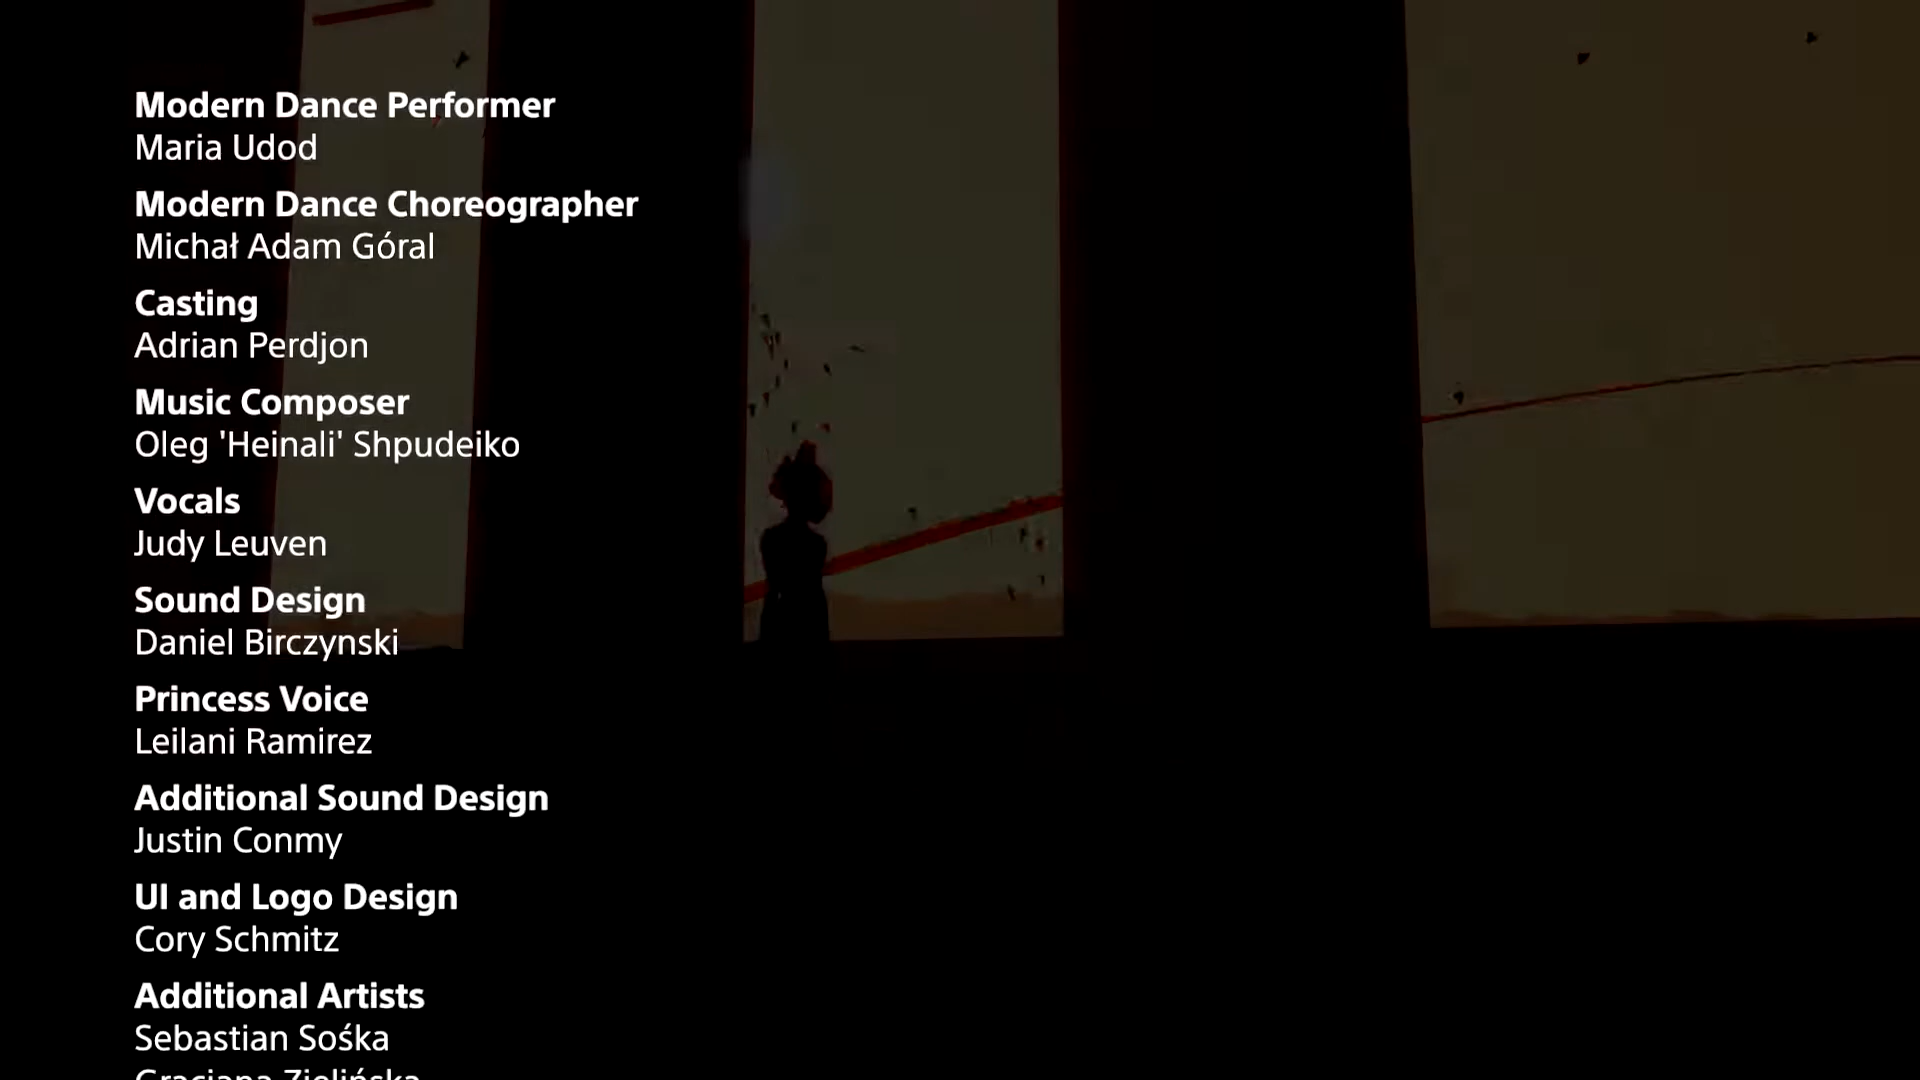 Modern Dance Performer
Maria Udod
Modern Dance Choreographer
Michał Adam Góral
Casting
Adrian Perdjon
Music Composer
Oleg 'Heinali' Shpudeiko
Vocals
Judy Leuven
Sound Design
Daniel Birczynski
Princess Voice
Leilani Ramirez
Additional Sound Design
Justin Conmy
UI and Logo Design
Cory Schmitz
Additional Artists
Sebastian Sośka
Graciana Zielińska